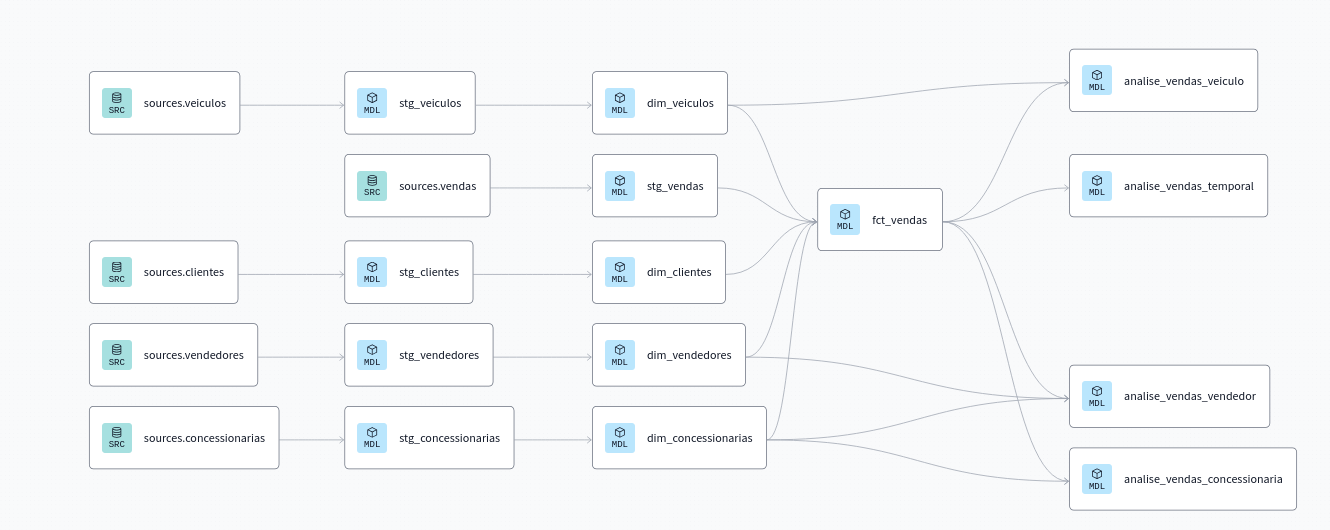 SRC
sources.veiculos
MDL
stg_veiculos
MDL
dim_veiculos
MDL
analise_vendas_veiculo
SRC
sources.vendas
MDL
stg_vendas
MDL
fct_vendas
MDL
analise_vendas_temporal
SRC
sources.clientes
MDL
stg_clientes
MDL
dim_clientes
SRC
sources.vendedores
MDL
stg_vendedores
MDL
dim_vendedores
MDL
analise_vendas_vendedor
SRC
sources.concessionarias
MDL
stg_concessionarias
MDL
dim_concessionarias
MDL
analise_vendas_concessionaria